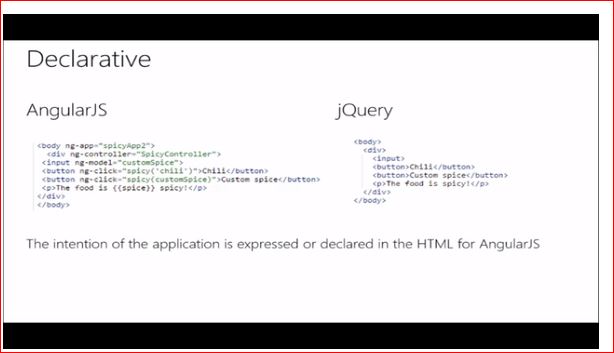 Declarative
AngularJS
<body ng-app="spicyApp2">
<div ng-controller="SpicyController">
<input ng-model="customSpice">
<button ng-click="spicy('chili')">Chili</button>
<button ng-click="spicy(customSpice)">Custom spice</button>
<p>The food is {{spice}} spicy!</p>
</div>
</body>
jQuery
<body>
<div>
<input>
<button>Chili</button>
<button>Custom spice</button>
<p>The food is spicy!</p>
</div>
</body>
The intention of the application is expressed or declared in the HTML for AngularJS